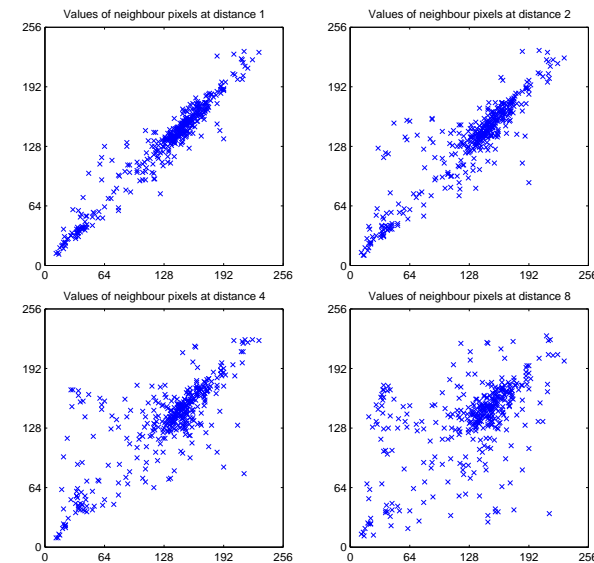 Values of neighbour pixels at distance 1
256
192
128
64
0
0 64 128 192 256
Values of neighbour pixels at distance 2
256
192
128
64
0
0 64 128 192 256
Values of neighbour pixels at distance 4
256
192
128
64
0
0 64 128 192 256
Values of neighbour pixels at distance 8
256
192
128
64
0
0 64 128 192 256